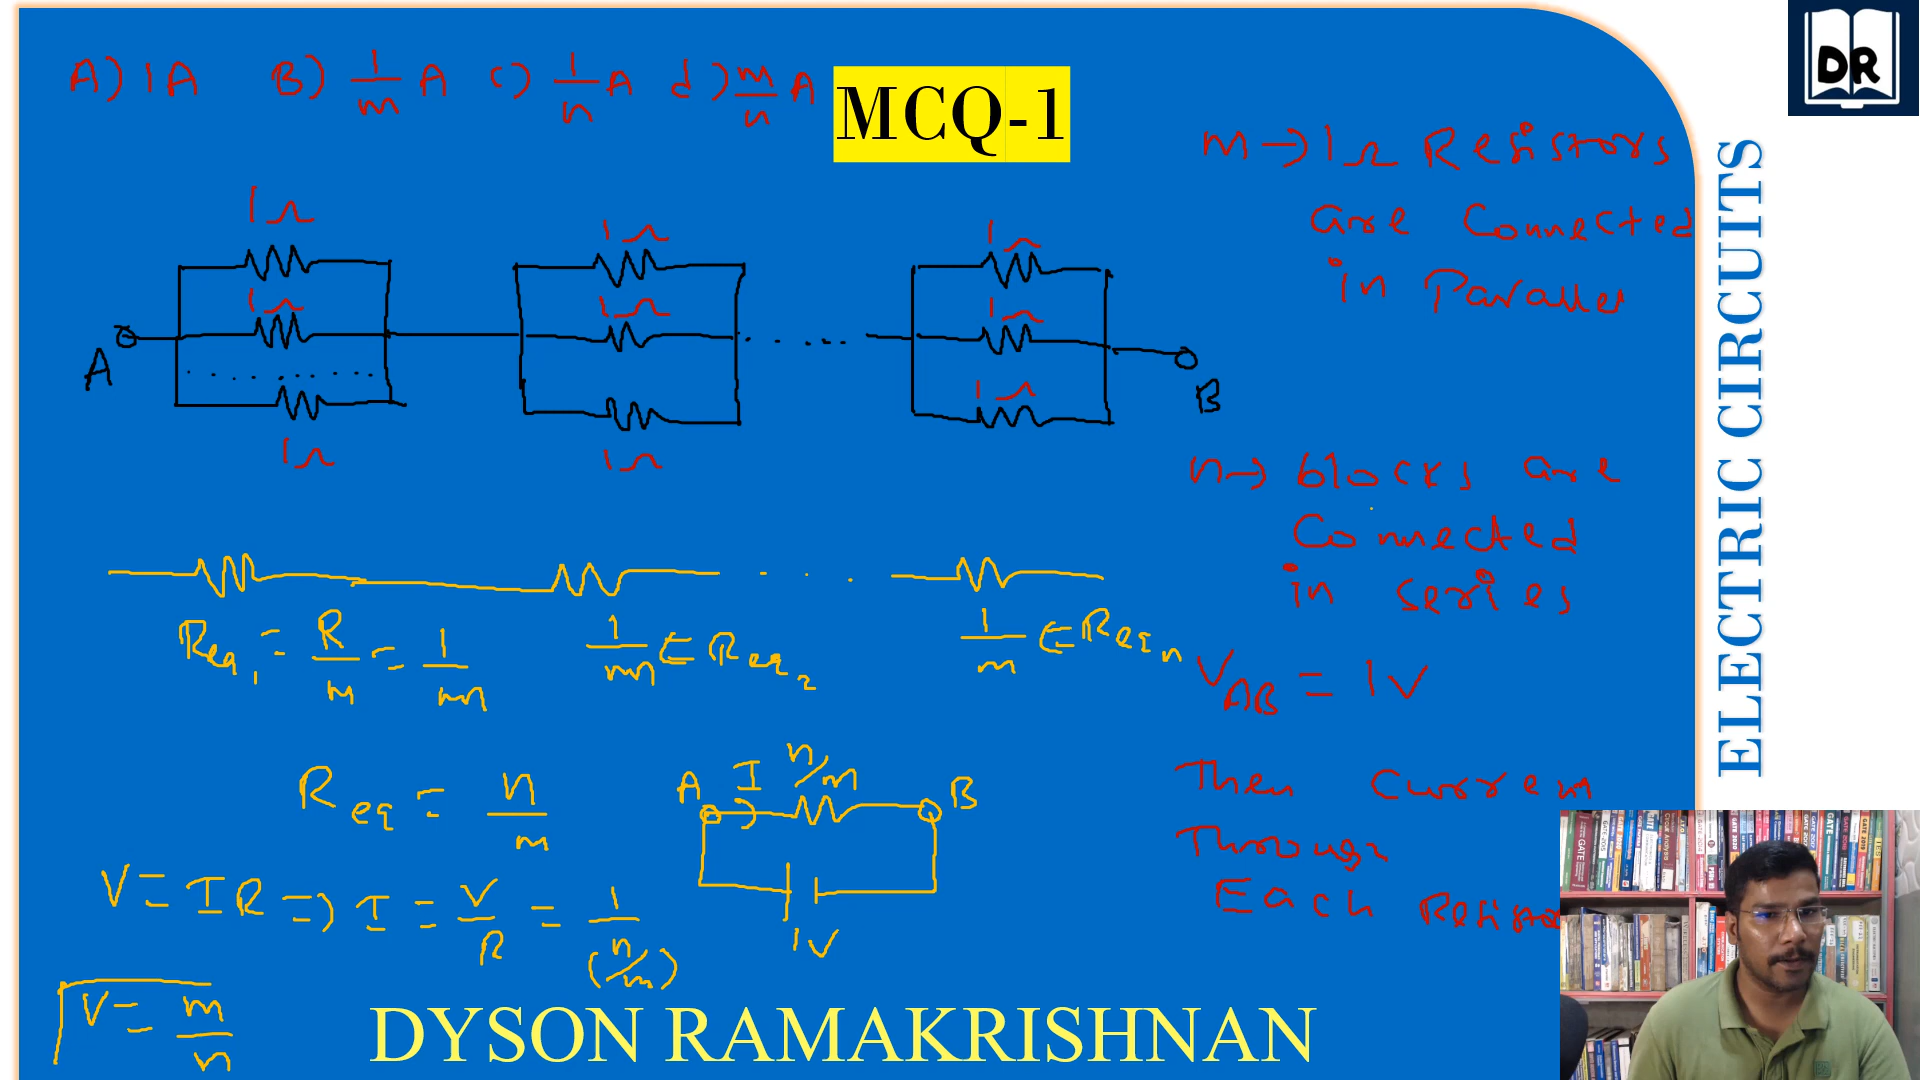 A) 1A B) 1/m A c) 1/n A d) m/n A
MCQ-1
DR
ELECTRIC CIRCUITS
m → 1Ω Resistors
are Connected
in Parallel
1Ω 1Ω 1Ω
1Ω 1Ω 1Ω
A
1Ω
B
1Ω 1Ω
n → blocks are
Connected
in series
Req₁ = R/m = 1/m 1/m ∈ Req₂ 1/m ∈ Reqₙ
V_AB = 1V
Req = n/m
A I n/m B
1V
Then Current
Through
Each Resistor
V = IR ⇒ I = V/R = 1/(n/m)
V = m/n
DYSON RAMAKRISHNAN